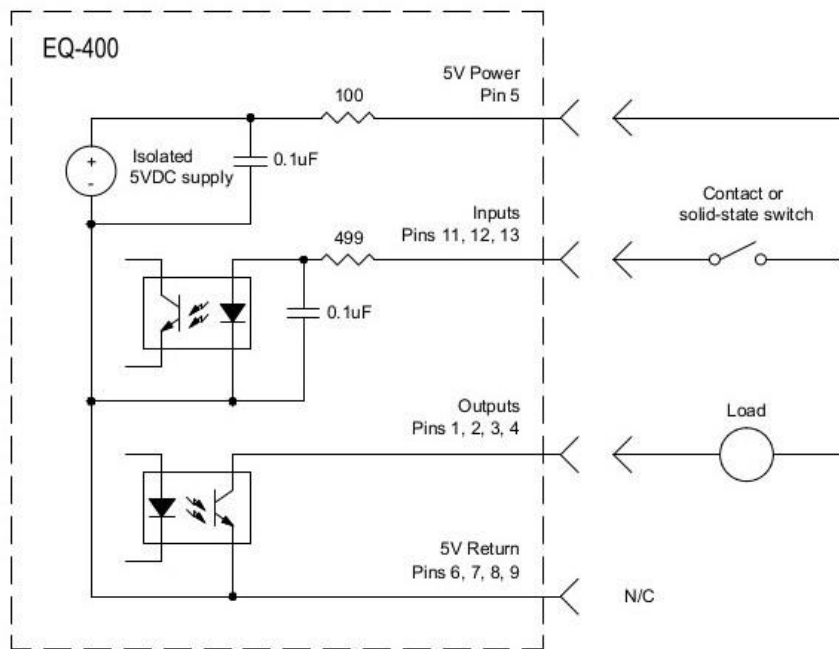 EQ-400
5V Power
Pin 5
100
+
-
Isolated
5VDC supply
0.1uF
Inputs
Pins 11, 12, 13
499
Contact or
solid-state switch
0.1uF
Outputs
Pins 1, 2, 3, 4
Load
5V Return
Pins 6, 7, 8, 9
N/C